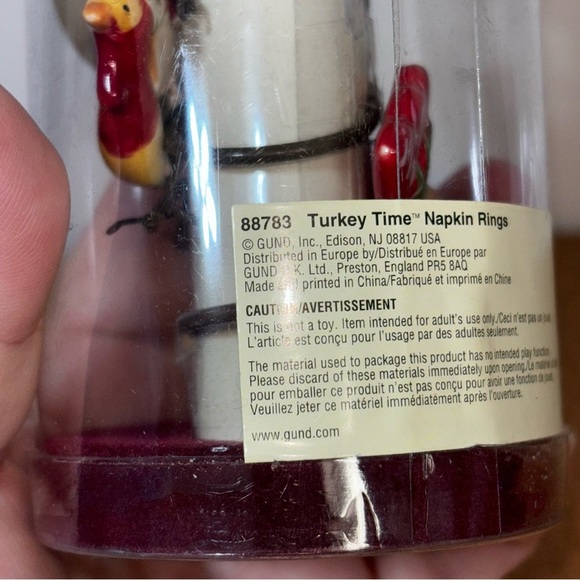 88783 Turkey Time™ Napkin Rings
© GUND, Inc., Edison, NJ 08817 USA
Distributed in Europe by/Distribué en Europe par
GUND U.K. Ltd., Preston, England PR5 8AQ
Made and printed in China/Fabriqué et imprimé en Chine
CAUTION/AVERTISSEMENT
This is not a toy. Item intended for adult's use only./Ceci n'est pas un jouet.
L'article est conçu pour l'usage par des adultes seulement.
The material used to package this product has no intended play function.
Please discard of these materials immediately upon opening./Le matériel
pour emballer ce produit n'est pas conçu pour avoir une fonction de jouet.
Veuillez jeter ce matériel immédiatement après l'ouverture.
www.gund.com